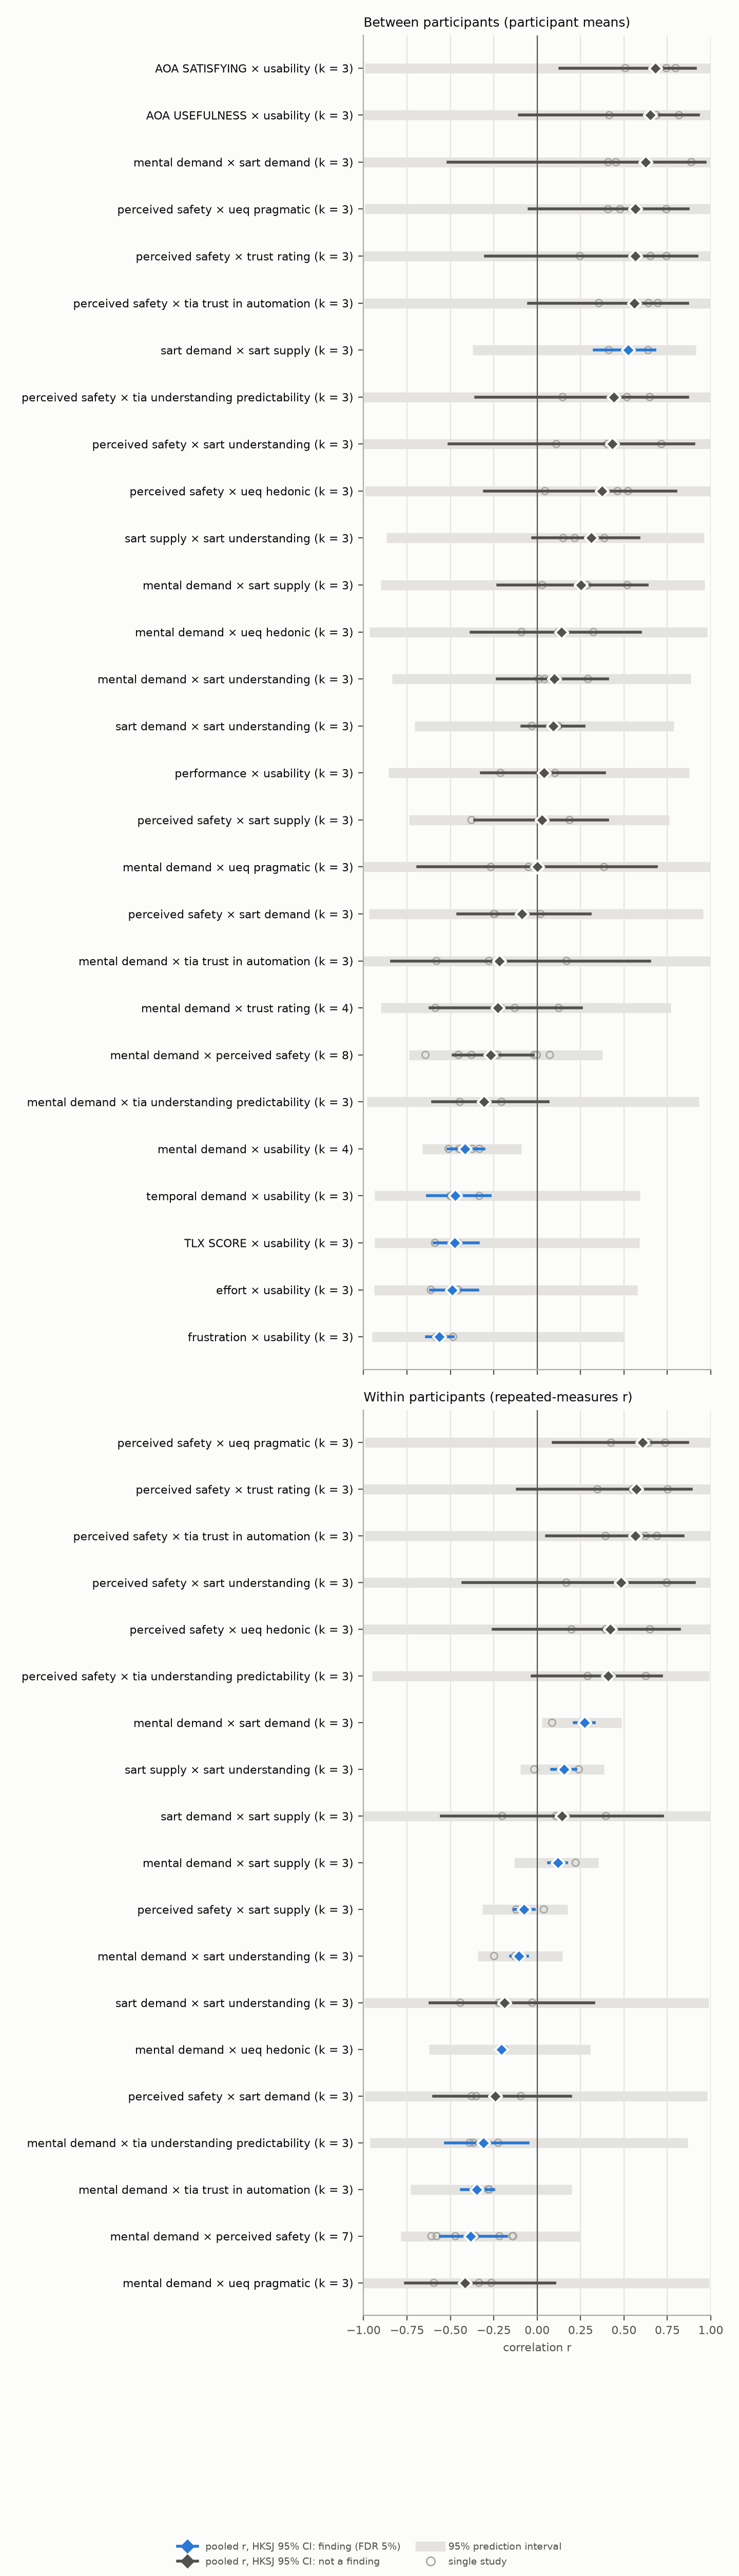 Between participants (participant means)
AOA SATISFYING × usability (k = 3)
AOA USEFULNESS × usability (k = 3)
mental demand × sart demand (k = 3)
perceived safety × ueq pragmatic (k = 3)
perceived safety × trust rating (k = 3)
perceived safety × tia trust in automation (k = 3)
sart demand × sart supply (k = 3)
perceived safety × tia understanding predictability (k = 3)
perceived safety × sart understanding (k = 3)
perceived safety × ueq hedonic (k = 3)
sart supply × sart understanding (k = 3)
mental demand × sart supply (k = 3)
mental demand × ueq hedonic (k = 3)
mental demand × sart understanding (k = 3)
sart demand × sart understanding (k = 3)
performance × usability (k = 3)
perceived safety × sart supply (k = 3)
mental demand × ueq pragmatic (k = 3)
perceived safety × sart demand (k = 3)
mental demand × tia trust in automation (k = 3)
mental demand × trust rating (k = 4)
mental demand × perceived safety (k = 8)
mental demand × tia understanding predictability (k = 3)
mental demand × usability (k = 4)
temporal demand × usability (k = 3)
TLX SCORE × usability (k = 3)
effort × usability (k = 3)
frustration × usability (k = 3)
Within participants (repeated-measures r)
perceived safety × ueq pragmatic (k = 3)
perceived safety × trust rating (k = 3)
perceived safety × tia trust in automation (k = 3)
perceived safety × sart understanding (k = 3)
perceived safety × ueq hedonic (k = 3)
perceived safety × tia understanding predictability (k = 3)
mental demand × sart demand (k = 3)
sart supply × sart understanding (k = 3)
sart demand × sart supply (k = 3)
mental demand × sart supply (k = 3)
perceived safety × sart supply (k = 3)
mental demand × sart understanding (k = 3)
sart demand × sart understanding (k = 3)
mental demand × ueq hedonic (k = 3)
perceived safety × sart demand (k = 3)
mental demand × tia understanding predictability (k = 3)
mental demand × tia trust in automation (k = 3)
mental demand × perceived safety (k = 7)
mental demand × ueq pragmatic (k = 3)
−1.00 −0.75 −0.50 −0.25 0.00 0.25 0.50 0.75 1.00
correlation r
pooled r, HKSJ 95% CI: finding (FDR 5%) 95% prediction interval
pooled r, HKSJ 95% CI: not a finding single study